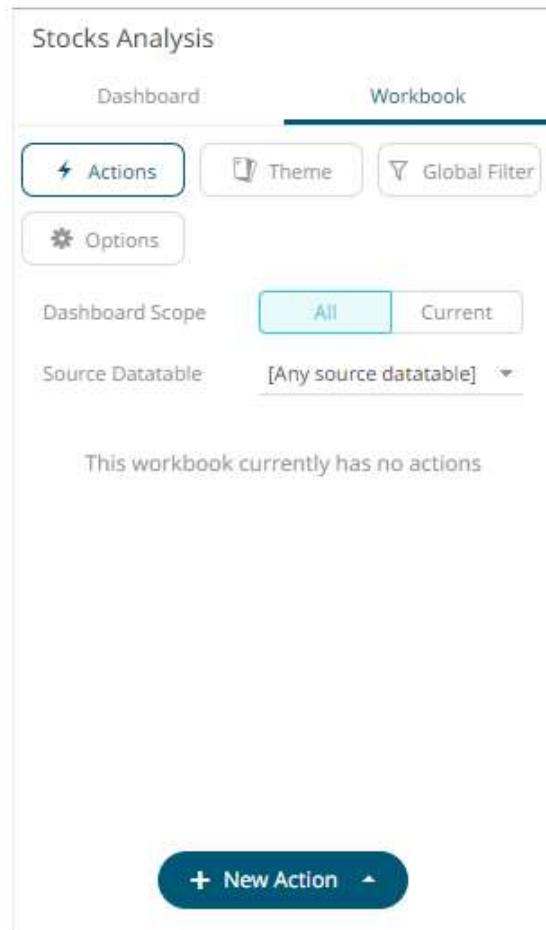 Stocks Analysis
Dashboard Workbook
Actions Theme Global Filter
Options
Dashboard Scope All Current
Source Datatable [Any source datatable]
This workbook currently has no actions
+ New Action